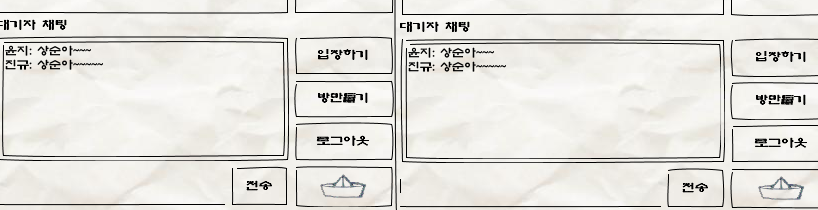 대기자 채팅
윤지: 상순아~~~
진규: 상순아~~~~~
입장하기
방만들기
로그아웃
전송
대기자 채팅
윤지: 상순아~~~
진규: 상순아~~~~~
입장하기
방만들기
로그아웃
전송